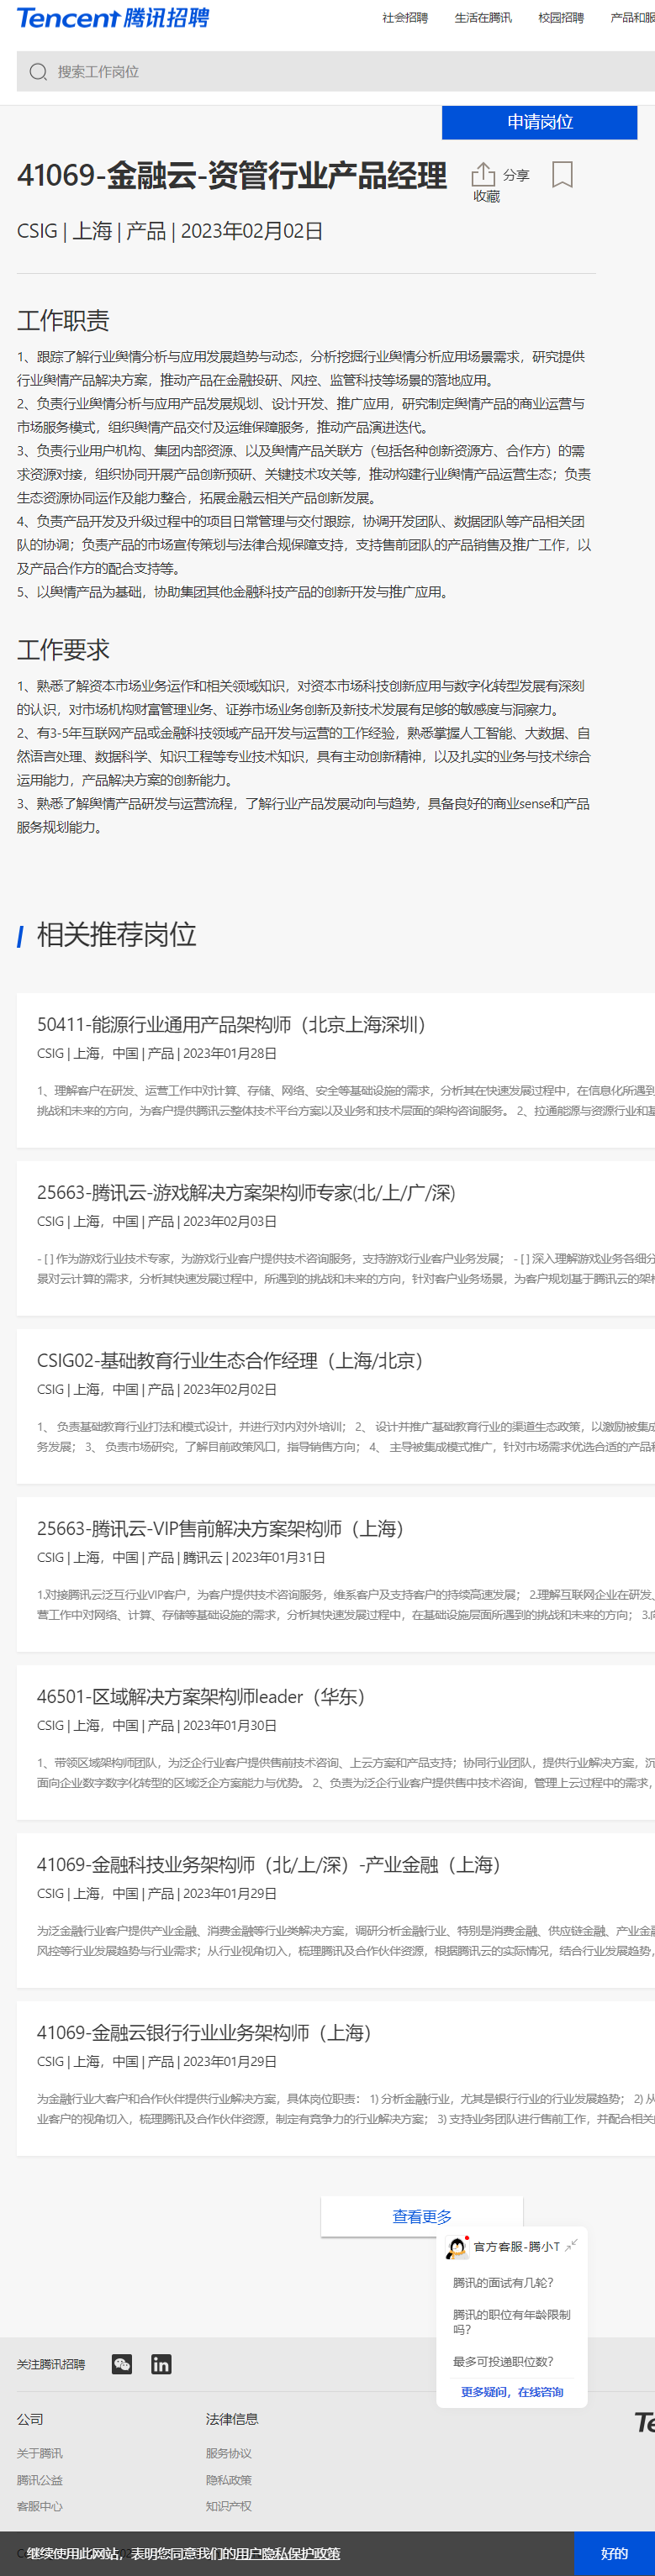 Tencent 腾讯招聘
社会招聘 生活在腾讯 校园招聘 产品和服
搜索工作岗位
申请岗位
41069-金融云-资管行业产品经理 分享
收藏
CSIG | 上海 | 产品 | 2023年02月02日
工作职责
1、跟踪了解行业舆情分析与应用发展趋势与动态，分析挖掘行业舆情分析应用场景需求，研究提供
行业舆情产品解决方案，推动产品在金融投研、风控、监管科技等场景的落地应用。
2、负责行业舆情分析与应用产品发展规划、设计开发、推广应用，研究制定舆情产品的商业运营与
市场服务模式，组织舆情产品交付及运维保障服务，推动产品演进迭代。
3、负责行业用户机构、集团内部资源、以及舆情产品关联方（包括各种创新资源方、合作方）的需
求资源对接，组织协同开展产品创新预研、关键技术攻关等，推动构建行业舆情产品运营生态；负责
生态资源协同运作及能力整合，拓展金融云相关产品创新发展。
4、负责产品开发及升级过程中的项目日常管理与交付跟踪，协调开发团队、数据团队等产品相关团
队的协调；负责产品的市场宣传策划与法律合规保障支持，支持售前团队的产品销售及推广工作，以
及产品合作方的配合支持等。
5、以舆情产品为基础，协助集团其他金融科技产品的创新开发与推广应用。
工作要求
1、熟悉了解资本市场业务运作和相关领域知识，对资本市场科技创新应用与数字化转型发展有深刻
的认识，对市场机构财富管理业务、证券市场业务创新及新技术发展有足够的敏感度与洞察力。
2、有3-5年互联网产品或金融科技领域产品开发与运营的工作经验，熟悉掌握人工智能、大数据、自
然语言处理、数据科学、知识工程等专业技术知识，具有主动创新精神，以及扎实的业务与技术综合
运用能力，产品解决方案的创新能力。
3、熟悉了解舆情产品研发与运营流程，了解行业产品发展动向与趋势，具备良好的商业sense和产品
服务规划能力。
相关推荐岗位
50411-能源行业通用产品架构师（北京上海深圳）
CSIG | 上海，中国 | 产品 | 2023年01月28日
1、理解客户在研发、运营工作中对计算、存储、网络、安全等基础设施的需求，分析其在快速发展过程中，在信息化所遇到
挑战和未来的方向，为客户提供腾讯云整体技术平台方案以及业务和技术层面的架构咨询服务。 2、拉通能源与资源行业和基
25663-腾讯云-游戏解决方案架构师专家(北/上/广/深)
CSIG | 上海，中国 | 产品 | 2023年02月03日
- [ ] 作为游戏行业技术专家，为游戏行业客户提供技术咨询服务，支持游戏行业客户业务发展； - [ ] 深入理解游戏业务各细分
景对云计算的需求，分析其快速发展过程中，所遇到的挑战和未来的方向，针对客户业务场景，为客户规划基于腾讯云的架构
CSIG02-基础教育行业生态合作经理（上海/北京）
CSIG | 上海，中国 | 产品 | 2023年02月02日
1、 负责基础教育行业打法和模式设计，并进行对内对外培训； 2、 设计并推广基础教育行业的渠道生态政策，以激励被集成
务发展； 3、 负责市场研究，了解目前政策风口，指导销售方向； 4、 主导被集成模式推广，针对市场需求优选合适的产品和
25663-腾讯云-VIP售前解决方案架构师（上海）
CSIG | 上海，中国 | 产品 | 腾讯云 | 2023年01月31日
1.对接腾讯云泛互行业VIP客户，为客户提供技术咨询服务，维系客户及支持客户的持续高速发展； 2.理解互联网企业在研发、
营工作中对网络、计算、存储等基础设施的需求，分析其快速发展过程中，在基础设施层面所遇到的挑战和未来的方向； 3.向
46501-区域解决方案架构师leader（华东）
CSIG | 上海，中国 | 产品 | 2023年01月30日
1、带领区域架构师团队，为泛企行业客户提供售前技术咨询、上云方案和产品支持；协同行业团队，提供行业解决方案，沉
面向企业数字数字化转型的区域泛企方案能力与优势。 2、负责为泛企行业客户提供售中技术咨询，管理上云过程中的需求，
41069-金融科技业务架构师（北/上/深）-产业金融（上海）
CSIG | 上海，中国 | 产品 | 2023年01月29日
为泛金融行业客户提供产业金融、消费金融等行业类解决方案，调研分析金融行业、特别是消费金融、供应链金融、产业金融
风控等行业发展趋势与行业需求；从行业视角切入，梳理腾讯及合作伙伴资源，根据腾讯云的实际情况，结合行业发展趋势，
41069-金融云银行行业业务架构师（上海）
CSIG | 上海，中国 | 产品 | 2023年01月29日
为金融行业大客户和合作伙伴提供行业解决方案，具体岗位职责： 1) 分析金融行业，尤其是银行行业的行业发展趋势； 2) 从
业客户的视角切入，梳理腾讯及合作伙伴资源，制定有竞争力的行业解决方案； 3) 支持业务团队进行售前工作，并配合相关
查看更多
官方客服-腾小T
腾讯的面试有几轮？
腾讯的职位有年龄限制
吗？
最多可投递职位数？
更多疑问，在线咨询
关注腾讯招聘
公司 法律信息
关于腾讯 服务协议
腾讯公益 隐私政策
客服中心 知识产权
继续使用此网站，表明您同意我们的用户隐私保护政策 好的